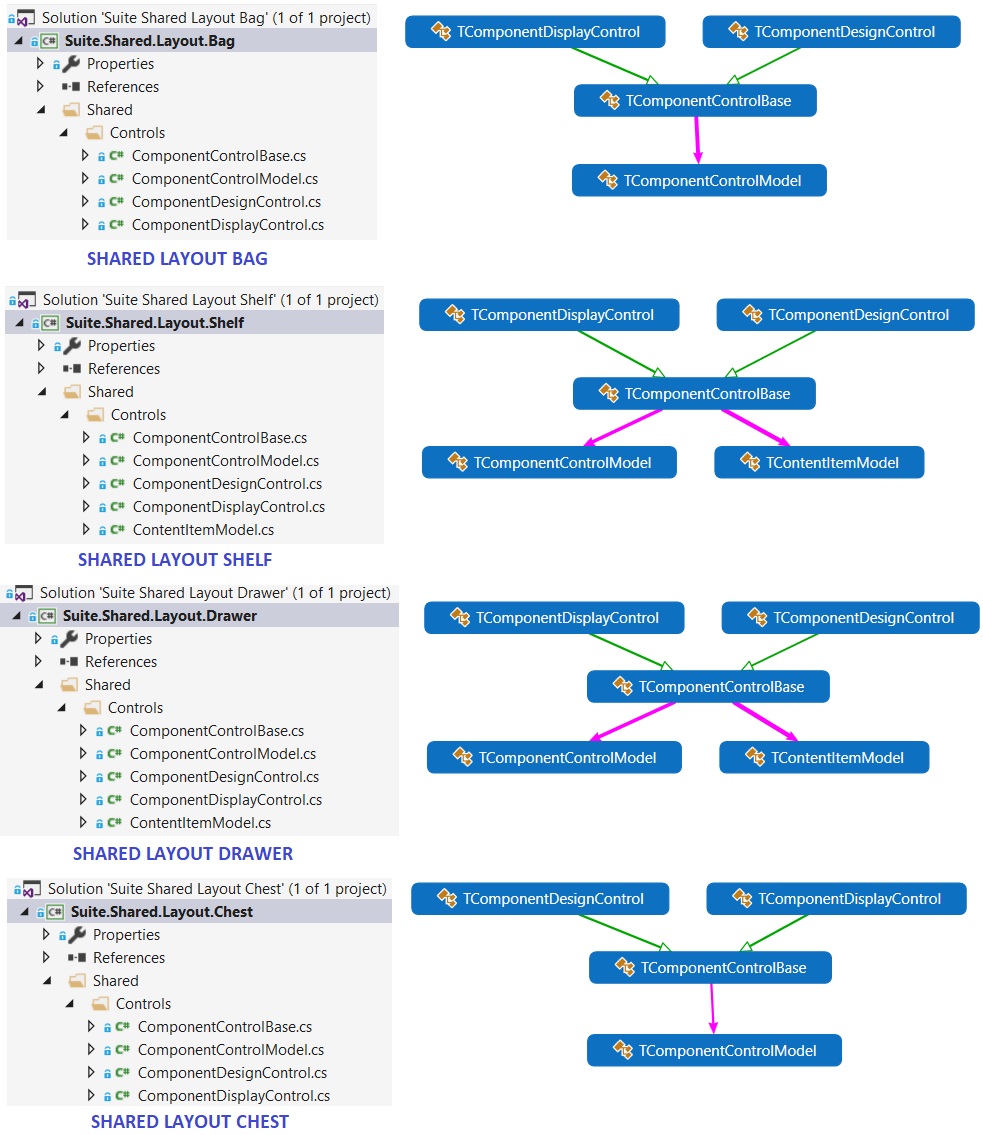 Solution 'Suite Shared Layout Bag' (1 of 1 project)
C# Suite.Shared.Layout.Bag
Properties
References
Shared
Controls
C# ComponentControlBase.cs
C# ComponentControlModel.cs
C# ComponentDesignControl.cs
C# ComponentDisplayControl.cs
SHARED LAYOUT BAG
TComponentDisplayControl
TComponentDesignControl
TComponentControlBase
TComponentControlModel
Solution 'Suite Shared Layout Shelf' (1 of 1 project)
C# Suite.Shared.Layout.Shelf
Properties
References
Shared
Controls
C# ComponentControlBase.cs
C# ComponentControlModel.cs
C# ComponentDesignControl.cs
C# ComponentDisplayControl.cs
C# ContentItemModel.cs
SHARED LAYOUT SHELF
TComponentDisplayControl
TComponentDesignControl
TComponentControlBase
TComponentControlModel
TContentItemModel
Solution 'Suite Shared Layout Drawer' (1 of 1 project)
C# Suite.Shared.Layout.Drawer
Properties
References
Shared
Controls
C# ComponentControlBase.cs
C# ComponentControlModel.cs
C# ComponentDesignControl.cs
C# ComponentDisplayControl.cs
C# ContentItemModel.cs
SHARED LAYOUT DRAWER
TComponentDisplayControl
TComponentDesignControl
TComponentControlBase
TComponentControlModel
TContentItemModel
Solution 'Suite Shared Layout Chest' (1 of 1 project)
C# Suite.Shared.Layout.Chest
Properties
References
Shared
Controls
C# ComponentControlBase.cs
C# ComponentControlModel.cs
C# ComponentDesignControl.cs
C# ComponentDisplayControl.cs
SHARED LAYOUT CHEST
TComponentDesignControl
TComponentDisplayControl
TComponentControlBase
TComponentControlModel